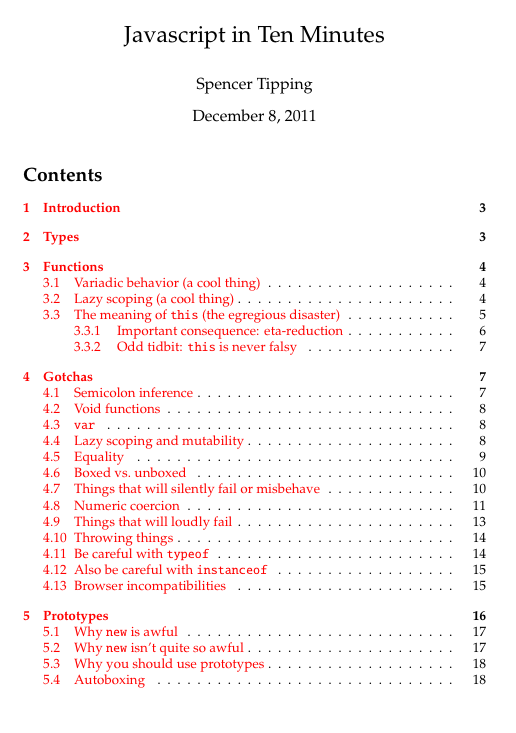 Javascript in Ten Minutes
Spencer Tipping
December 8, 2011
Contents
1 Introduction 3
2 Types 3
3 Functions 4
3.1 Variadic behavior (a cool thing) . . . . . . . . . . . . . . . . . . . 4
3.2 Lazy scoping (a cool thing) . . . . . . . . . . . . . . . . . . . . . 4
3.3 The meaning of this (the egregious disaster) . . . . . . . . . . . 5
3.3.1 Important consequence: eta-reduction . . . . . . . . . . . 6
3.3.2 Odd tidbit: this is never falsy . . . . . . . . . . . . . . . 7
4 Gotchas 7
4.1 Semicolon inference . . . . . . . . . . . . . . . . . . . . . . . . . 7
4.2 Void functions . . . . . . . . . . . . . . . . . . . . . . . . . . . 8
4.3 var . . . . . . . . . . . . . . . . . . . . . . . . . . . . . . . . . 8
4.4 Lazy scoping and mutability . . . . . . . . . . . . . . . . . . . . 8
4.5 Equality . . . . . . . . . . . . . . . . . . . . . . . . . . . . . . 9
4.6 Boxed vs. unboxed . . . . . . . . . . . . . . . . . . . . . . . . . 10
4.7 Things that will silently fail or misbehave . . . . . . . . . . . . . 10
4.8 Numeric coercion . . . . . . . . . . . . . . . . . . . . . . . . . . 11
4.9 Things that will loudly fail . . . . . . . . . . . . . . . . . . . . . 13
4.10 Throwing things . . . . . . . . . . . . . . . . . . . . . . . . . . . 14
4.11 Be careful with typeof . . . . . . . . . . . . . . . . . . . . . . . 14
4.12 Also be careful with instanceof . . . . . . . . . . . . . . . . . . 15
4.13 Browser incompatibilities . . . . . . . . . . . . . . . . . . . . . . 15
5 Prototypes 16
5.1 Why new is awful . . . . . . . . . . . . . . . . . . . . . . . . . . 17
5.2 Why new isn't quite so awful . . . . . . . . . . . . . . . . . . . . 17
5.3 Why you should use prototypes . . . . . . . . . . . . . . . . . . . 18
5.4 Autoboxing . . . . . . . . . . . . . . . . . . . . . . . . . . . . . 18